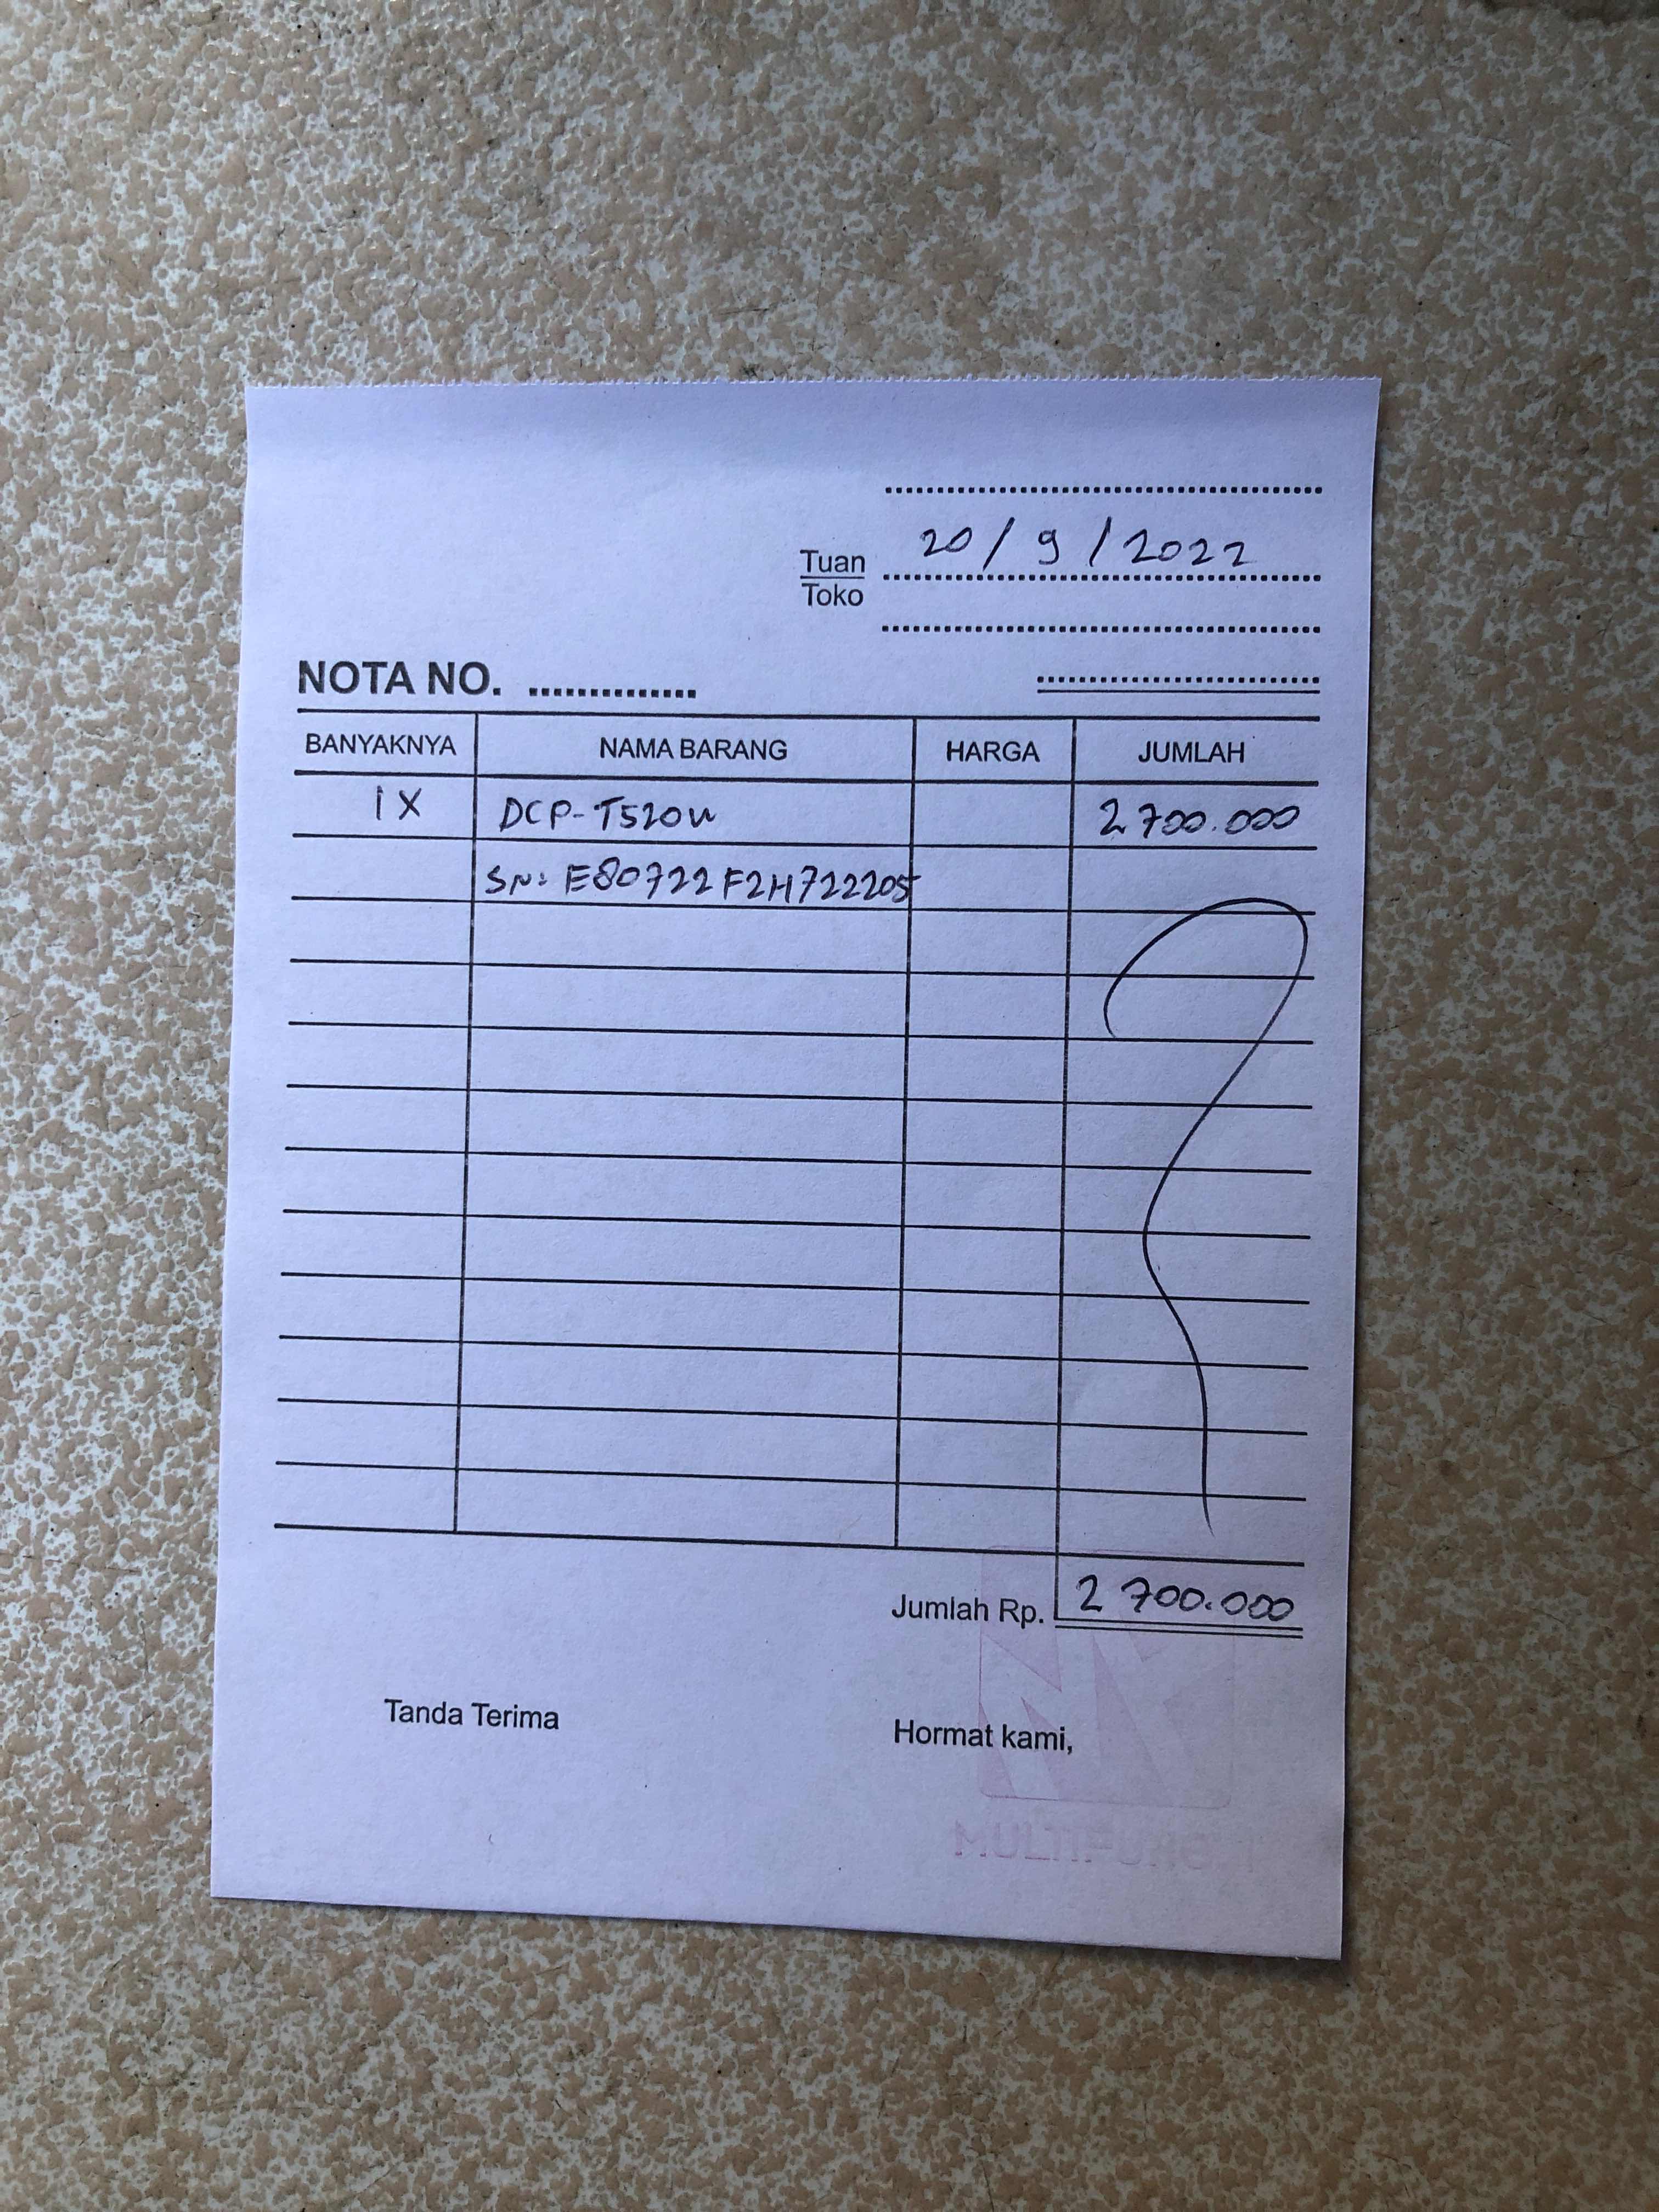 20/9/2022
Tuan
Toko
NOTA NO. ..............
BANYAKNYA NAMA BARANG HARGA JUMLAH
1X DCP-T520W 2 700.000
SN: E80722F2H722205
Jumlah Rp. 2 700.000
Tanda Terima Hormat kami,